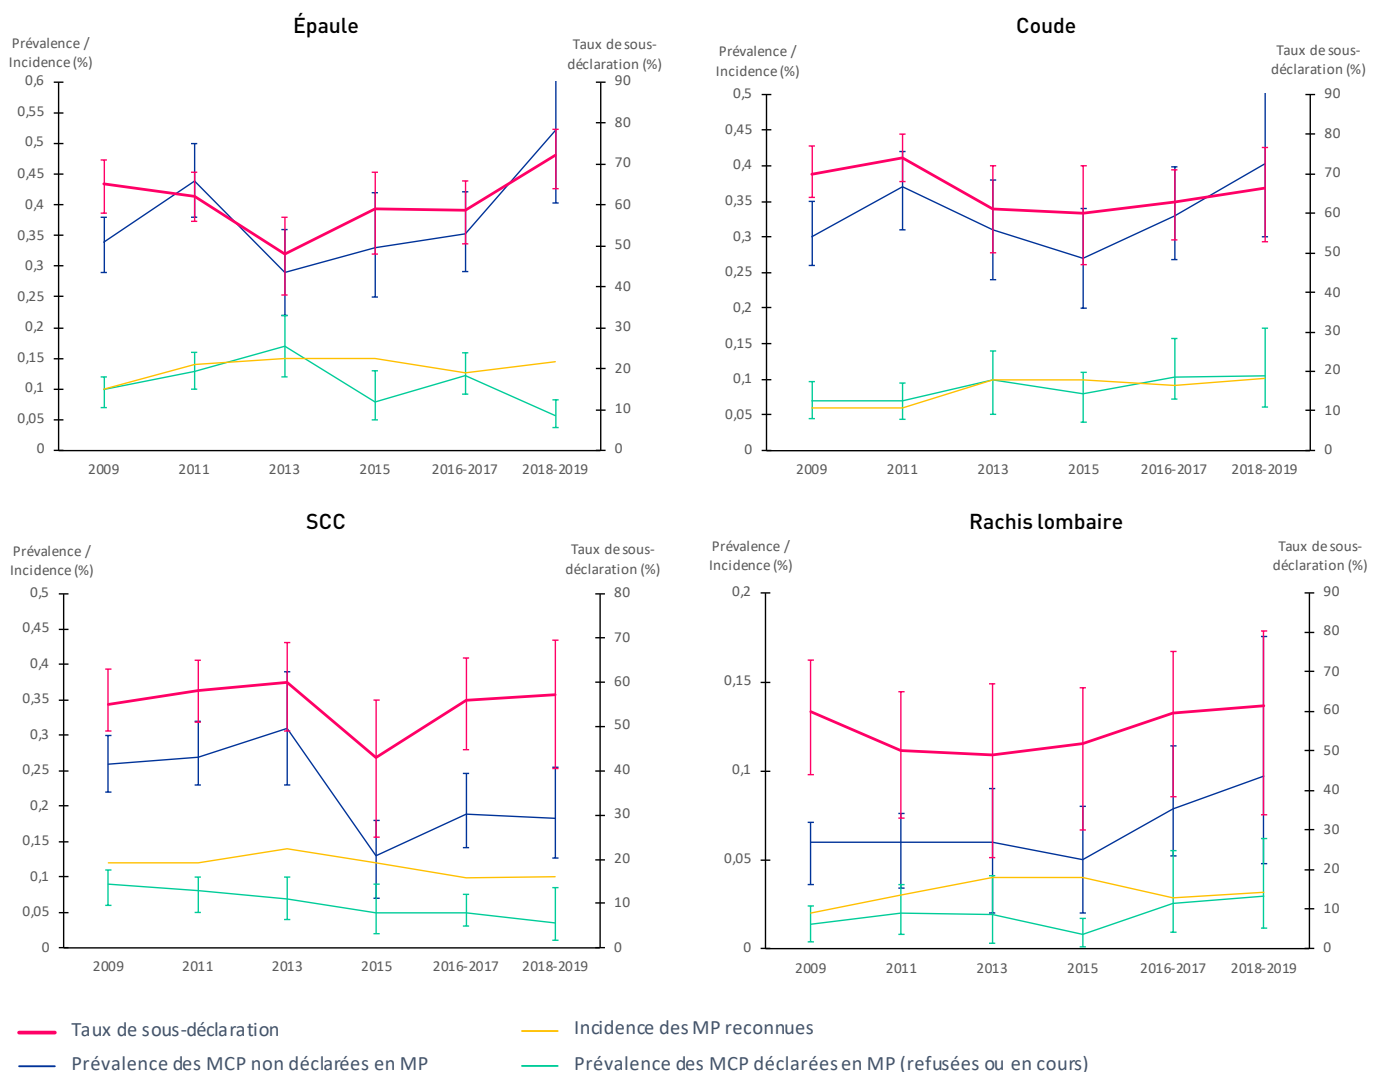 Épaule
Prévalence /
Incidence (%)
Taux de sous-
déclaration (%)
0,6
0,55
0,5
0,45
0,4
0,35
0,3
0,25
0,2
0,15
0,1
0,05
0
90
80
70
60
50
40
30
20
10
0
2009 2011 2013 2015 2016-2017 2018-2019
Coude
Prévalence /
Incidence (%)
Taux de sous-
déclaration (%)
0,5
0,45
0,4
0,35
0,3
0,25
0,2
0,15
0,1
0,05
0
90
80
70
60
50
40
30
20
10
0
2009 2011 2013 2015 2016-2017 2018-2019
SCC
Prévalence /
Incidence (%)
Taux de sous-
déclaration (%)
0,5
0,45
0,4
0,35
0,3
0,25
0,2
0,15
0,1
0,05
0
80
70
60
50
40
30
20
10
0
2009 2011 2013 2015 2016-2017 2018-2019
Rachis lombaire
Prévalence /
Incidence (%)
Taux de sous-
déclaration (%)
0,2
0,15
0,1
0,05
0
90
80
70
60
50
40
30
20
10
0
2009 2011 2013 2015 2016-2017 2018-2019
Taux de sous-déclaration
Incidence des MP reconnues
Prévalence des MCP non déclarées en MP
Prévalence des MCP déclarées en MP (refusées ou en cours)